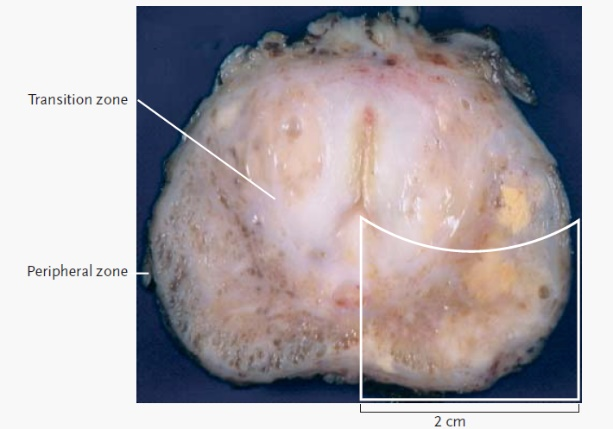 Transition zone
Peripheral zone
2 cm